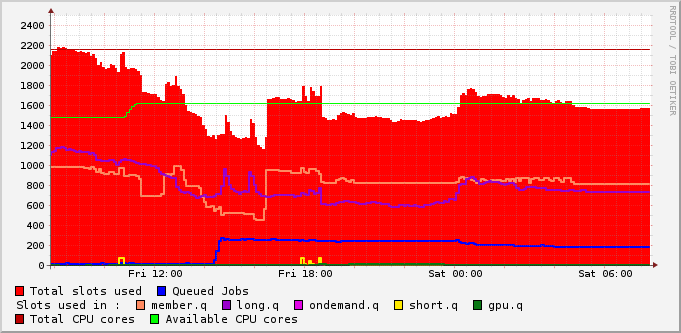 RRDTOOL / TOBI OETIKER
2400
2200
2000
1800
1600
1400
1200
1000
800
600
400
200
0
Fri 12:00 Fri 18:00 Sat 00:00 Sat 06:00
Total slots used Queued Jobs
Slots used in : member.q long.q ondemand.q short.q gpu.q
Total CPU cores Available CPU cores